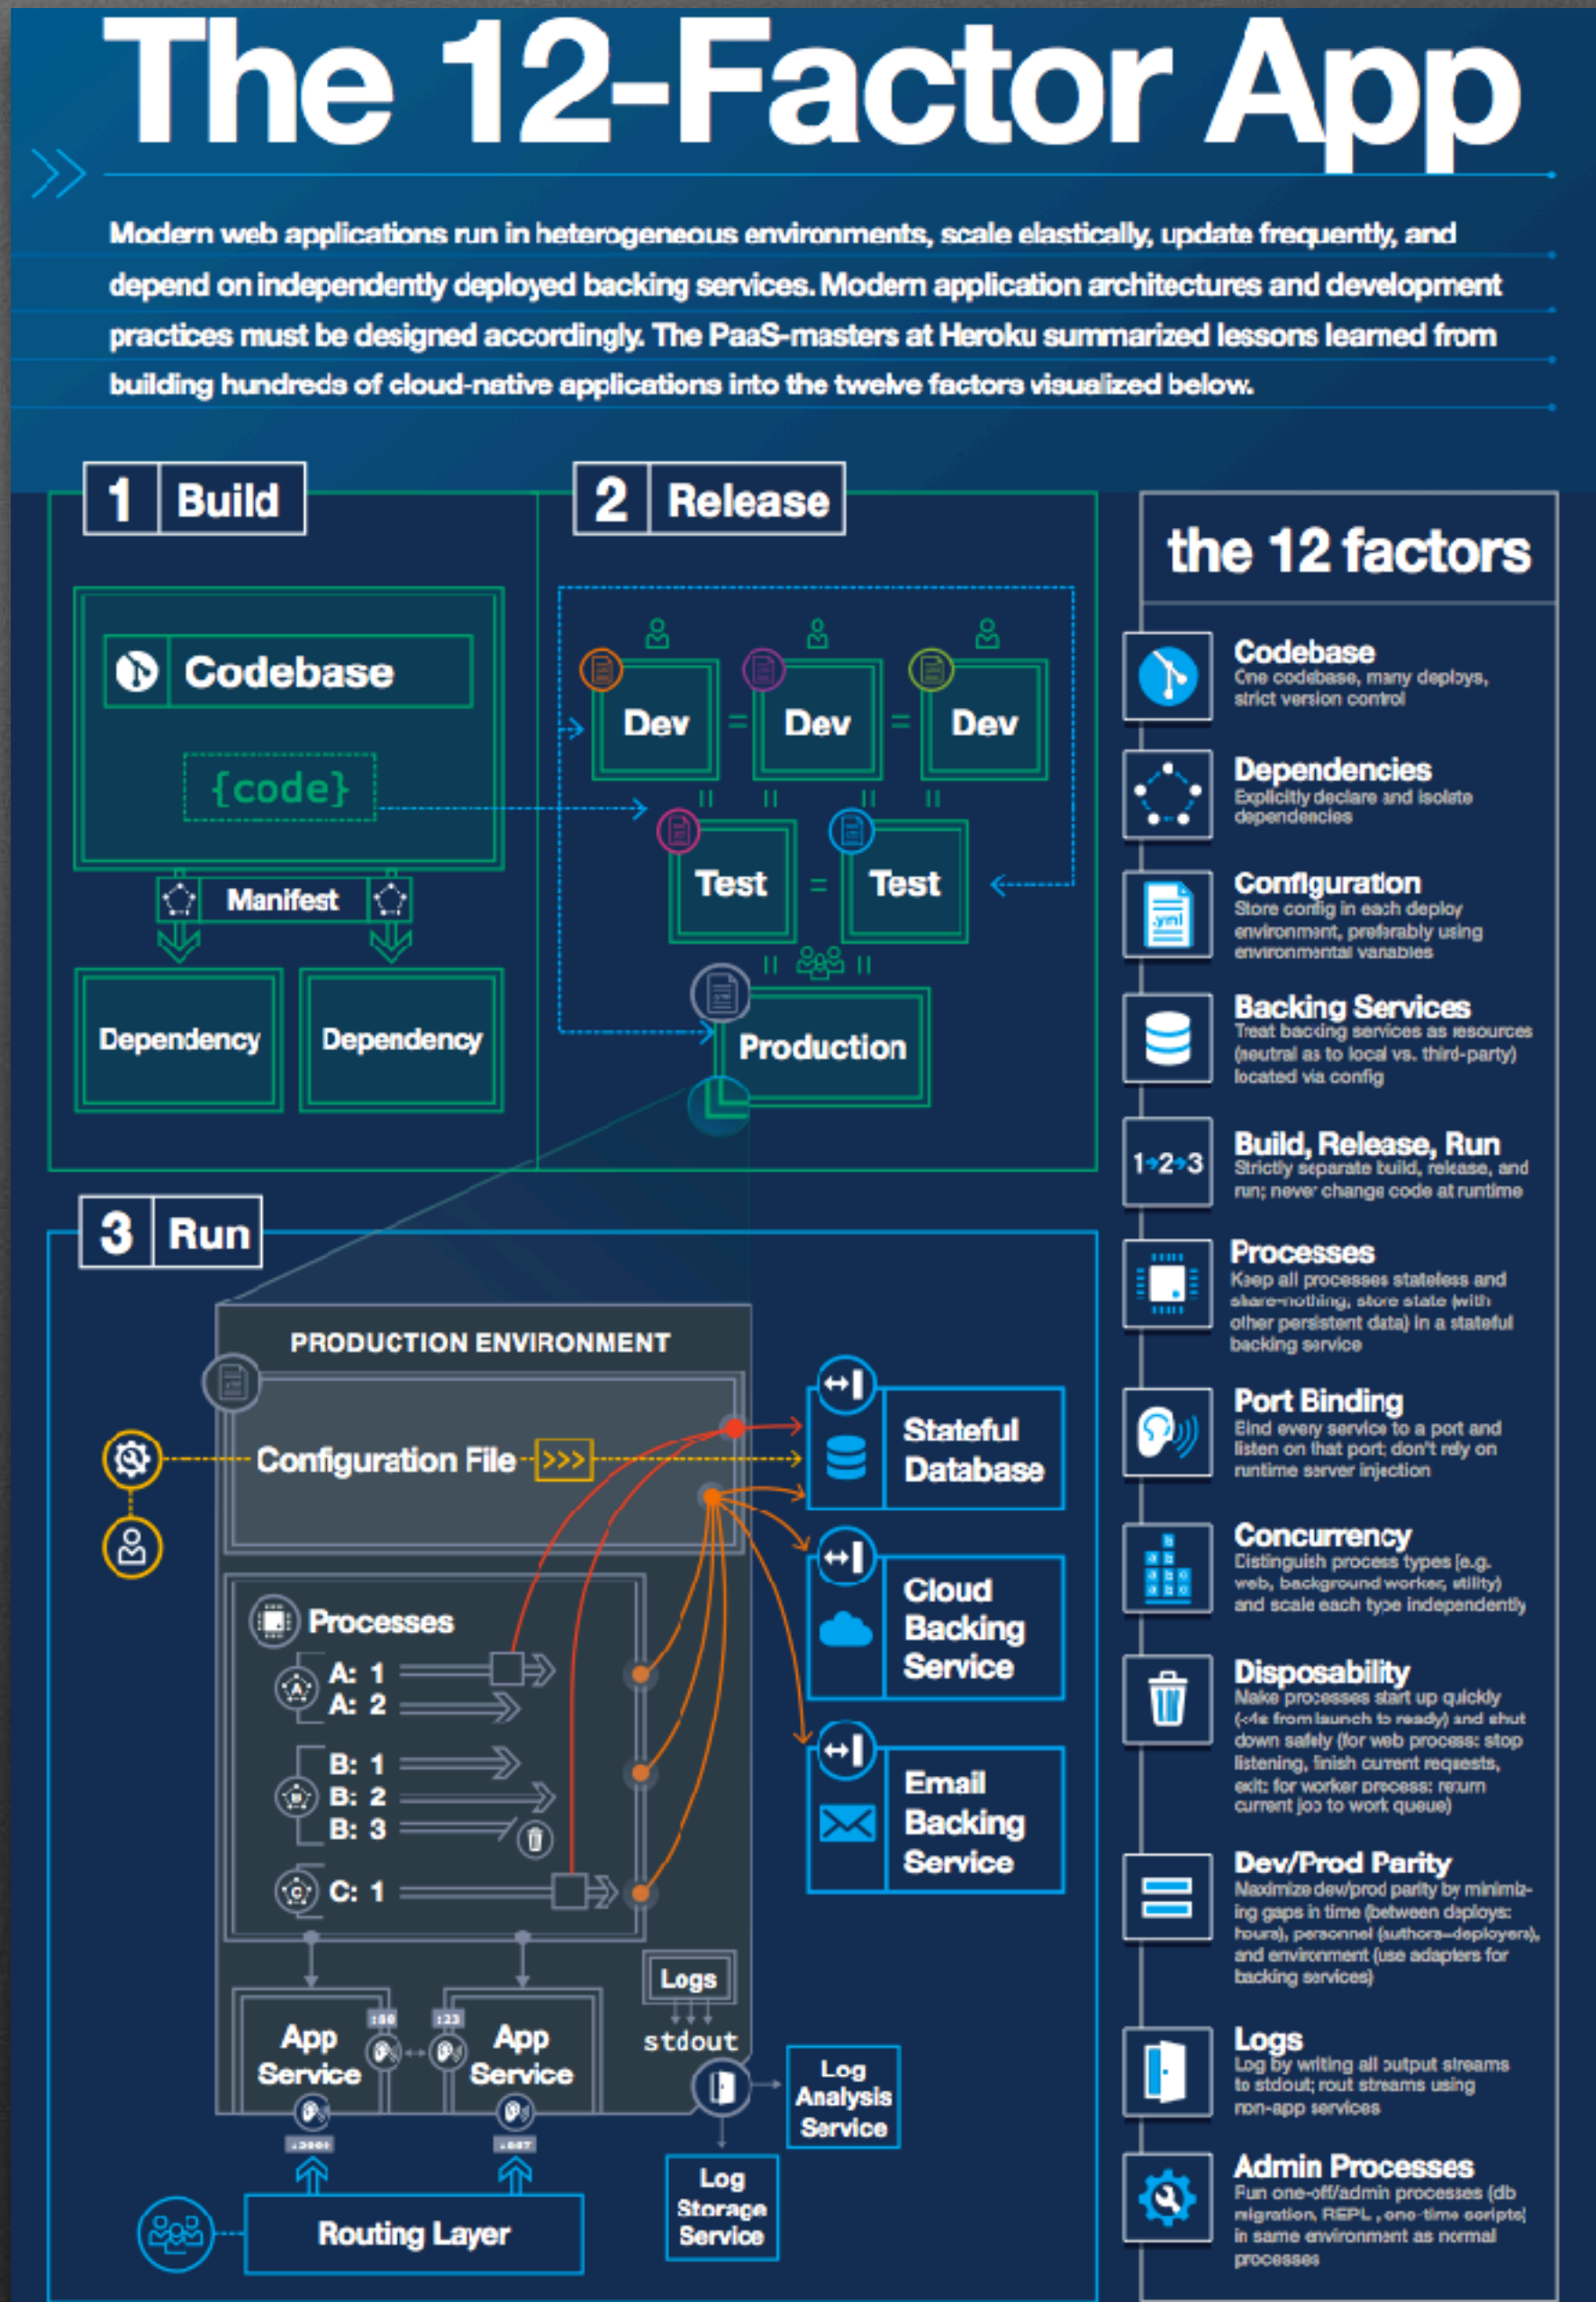 The 12-Factor App
Modern web applications run in heterogeneous environments, scale elastically, update frequently, and
depend on independently deployed backing services. Modern application architectures and development
practices must be designed accordingly. The PaaS-masters at Heroku summarized lessons learned from
building hundreds of cloud-native applications into the twelve factors visualized below.
1 Build
Codebase
{code}
Manifest
Dependency
Dependency
2 Release
Dev = Dev = Dev
Test = Test
Production
3 Run
PRODUCTION ENVIRONMENT
Configuration File >>>
Processes
A
A: 1
A: 2
B
B: 1
B: 2
B: 3
C
C: 1
App
Service
App
Service
:23
Logs
stdout
Routing Layer
Stateful
Database
Cloud
Backing
Service
Email
Backing
Service
Log
Analysis
Service
Log
Storage
Service
the 12 factors
Codebase
One codebase, many deploys,
strict version control
Dependencies
Explicitly declare and isolate
dependencies
.yml
Configuration
Store config in each deploy
environment, preferably using
environmental variables
Backing Services
Treat backing services as resources
(neutral as to local vs. third-party)
located via config
1→2→3
Build, Release, Run
Strictly separate build, release, and
run; never change code at runtime
Processes
Keep all processes stateless and
share-nothing; store state (with
other persistent data) in a stateful
backing service
Port Binding
Bind every service to a port and
listen on that port; don't rely on
runtime server injection
Concurrency
Distinguish process types (e.g.
web, background worker, utility)
and scale each type independently
Disposability
Make processes start up quickly
(<4s from launch to ready) and shut
down safely (for web process: stop
listening, finish current requests,
exit; for worker process: return
current job to work queue)
Dev/Prod Parity
Maximize dev/prod parity by minimiz-
ing gaps in time (between deploys:
hours), personnel (authors=deployers),
and environment (use adapters for
backing services)
Logs
Log by writing all output streams
to stdout; rout streams using
non-app services
Admin Processes
Run one-off/admin processes (db
migration, REPL, one-time scripts)
in same environment as normal
processes